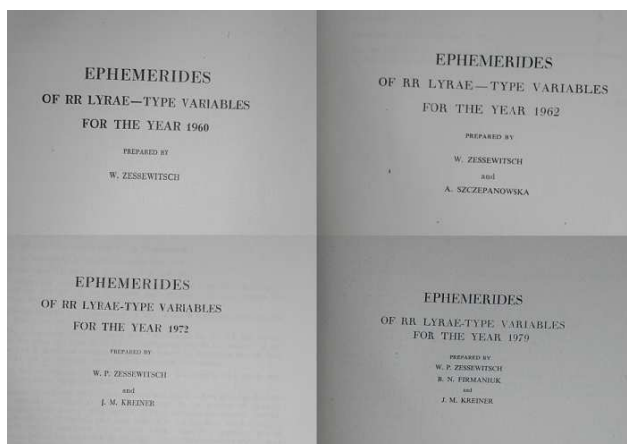 EPHEMERIDES
OF RR LYRAE—TYPE VARIABLES
FOR THE YEAR 1960
PREPARED BY
W. ZESSEWITSCH
EPHEMERIDES
OF RR LYRAE—TYPE VARIABLES
FOR THE YEAR 1962
PREPARED BY
W. ZESSEWITSCH
and
A. SZCZEPANOWSKA
EPHEMERIDES
OF RR LYRAE-TYPE VARIABLES
FOR THE YEAR 1972
PREPARED BY
W. P. ZESSEWITSCH
and
J. M. KREINER
EPHEMERIDES
OF RR LYRAE-TYPE VARIABLES
FOR THE YEAR 1979
PREPARED BY
W. P. ZESSEWITSCH
B. N. FIRMANIUK
and
J. M. KREINER